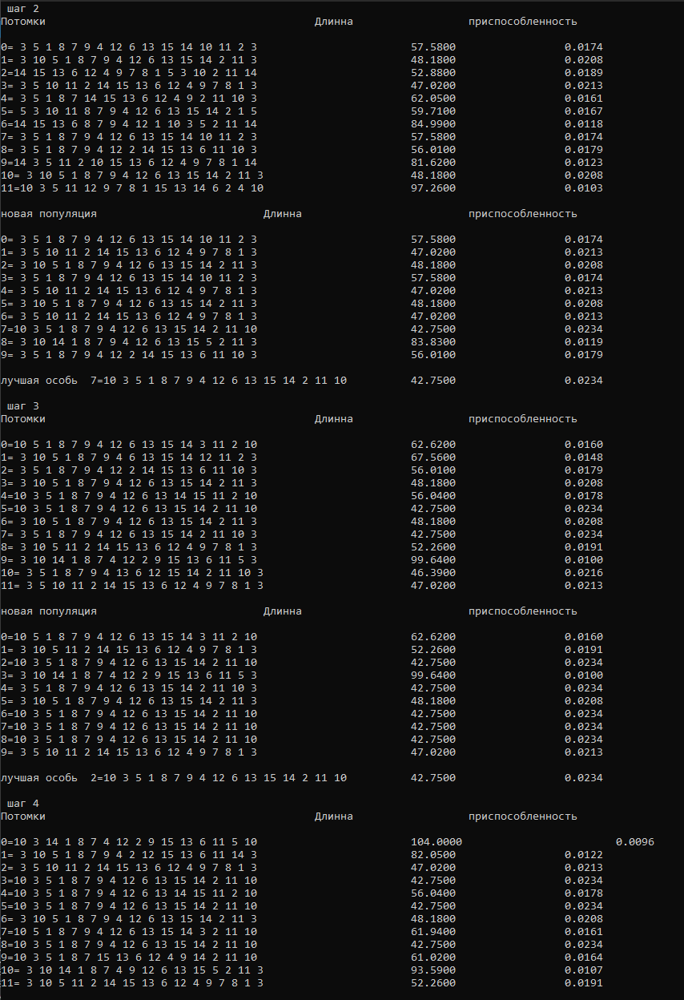 шаг 2
Потомки Длинна приспособленность
0= 3 5 1 8 7 9 4 12 6 13 15 14 10 11 2 3 57.5800 0.0174
1= 3 10 5 1 8 7 9 4 12 6 13 15 14 2 11 3 48.1800 0.0208
2=14 15 13 6 12 4 9 7 8 1 5 3 10 2 11 14 52.8800 0.0189
3= 3 5 10 11 2 14 15 13 6 12 4 9 7 8 1 3 47.0200 0.0213
4= 3 5 1 8 7 14 15 13 6 12 4 9 2 11 10 3 62.0500 0.0161
5= 5 3 10 11 8 7 9 4 12 6 13 15 14 2 1 5 59.7100 0.0167
6=14 15 13 6 8 7 9 4 12 1 10 3 5 2 11 14 84.9900 0.0118
7= 3 5 1 8 7 9 4 12 6 13 15 14 10 11 2 3 57.5800 0.0174
8= 3 5 1 8 7 9 4 12 2 14 15 13 6 11 10 3 56.0100 0.0179
9=14 3 5 11 2 10 15 13 6 12 4 9 7 8 1 14 81.6200 0.0123
10= 3 10 5 1 8 7 9 4 12 6 13 15 14 2 11 3 48.1800 0.0208
11=10 3 5 11 12 9 7 8 1 15 13 14 6 2 4 10 97.2600 0.0103
новая популяция Длинна приспособленность
0= 3 5 1 8 7 9 4 12 6 13 15 14 10 11 2 3 57.5800 0.0174
1= 3 5 10 11 2 14 15 13 6 12 4 9 7 8 1 3 47.0200 0.0213
2= 3 10 5 1 8 7 9 4 12 6 13 15 14 2 11 3 48.1800 0.0208
3= 3 5 1 8 7 9 4 12 6 13 15 14 10 11 2 3 57.5800 0.0174
4= 3 5 10 11 2 14 15 13 6 12 4 9 7 8 1 3 47.0200 0.0213
5= 3 10 5 1 8 7 9 4 12 6 13 15 14 2 11 3 48.1800 0.0208
6= 3 5 10 11 2 14 15 13 6 12 4 9 7 8 1 3 47.0200 0.0213
7=10 3 5 1 8 7 9 4 12 6 13 15 14 2 11 10 42.7500 0.0234
8= 3 10 14 1 8 7 9 4 12 6 13 15 5 2 11 3 83.8300 0.0119
9= 3 5 1 8 7 9 4 12 2 14 15 13 6 11 10 3 56.0100 0.0179
лучшая особь 7=10 3 5 1 8 7 9 4 12 6 13 15 14 2 11 10 42.7500 0.0234
шаг 3
Потомки Длинна приспособленность
0=10 5 1 8 7 9 4 12 6 13 15 14 3 11 2 10 62.6200 0.0160
1= 3 10 5 1 8 7 9 4 6 13 15 14 12 11 2 3 67.5600 0.0148
2= 3 5 1 8 7 9 4 12 2 14 15 13 6 11 10 3 56.0100 0.0179
3= 3 10 5 1 8 7 9 4 12 6 13 15 14 2 11 3 48.1800 0.0208
4=10 3 5 1 8 7 9 4 12 6 13 14 15 11 2 10 56.0400 0.0178
5=10 3 5 1 8 7 9 4 12 6 13 15 14 2 11 10 42.7500 0.0234
6= 3 10 5 1 8 7 9 4 12 6 13 15 14 2 11 3 48.1800 0.0208
7= 3 5 1 8 7 9 4 12 6 13 15 14 2 11 10 3 42.7500 0.0234
8= 3 10 5 11 2 14 15 13 6 12 4 9 7 8 1 3 52.2600 0.0191
9= 3 10 14 1 8 7 4 12 2 9 15 13 6 11 5 3 99.6400 0.0100
10= 3 5 1 8 7 9 4 13 6 12 15 14 2 11 10 3 46.3900 0.0216
11= 3 5 10 11 2 14 15 13 6 12 4 9 7 8 1 3 47.0200 0.0213
новая популяция Длинна приспособленность
0=10 5 1 8 7 9 4 12 6 13 15 14 3 11 2 10 62.6200 0.0160
1= 3 10 5 11 2 14 15 13 6 12 4 9 7 8 1 3 52.2600 0.0191
2=10 3 5 1 8 7 9 4 12 6 13 15 14 2 11 10 42.7500 0.0234
3= 3 10 14 1 8 7 4 12 2 9 15 13 6 11 5 3 99.6400 0.0100
4= 3 5 1 8 7 9 4 12 6 13 15 14 2 11 10 3 42.7500 0.0234
5= 3 10 5 1 8 7 9 4 12 6 13 15 14 2 11 3 48.1800 0.0208
6=10 3 5 1 8 7 9 4 12 6 13 15 14 2 11 10 42.7500 0.0234
7=10 3 5 1 8 7 9 4 12 6 13 15 14 2 11 10 42.7500 0.0234
8=10 3 5 1 8 7 9 4 12 6 13 15 14 2 11 10 42.7500 0.0234
9= 3 5 10 11 2 14 15 13 6 12 4 9 7 8 1 3 47.0200 0.0213
лучшая особь 2=10 3 5 1 8 7 9 4 12 6 13 15 14 2 11 10 42.7500 0.0234
шаг 4
Потомки Длинна приспособленность
0=10 3 14 1 8 7 4 12 2 9 15 13 6 11 5 10 104.0000 0.0096
1= 3 10 5 1 8 7 9 4 2 12 15 13 6 11 14 3 82.0500 0.0122
2= 3 5 10 11 2 14 15 13 6 12 4 9 7 8 1 3 47.0200 0.0213
3=10 3 5 1 8 7 9 4 12 6 13 15 14 2 11 10 42.7500 0.0234
4=10 3 5 1 8 7 9 4 12 6 13 14 15 11 2 10 56.0400 0.0178
5=10 3 5 1 8 7 9 4 12 6 13 15 14 2 11 10 42.7500 0.0234
6= 3 10 5 1 8 7 9 4 12 6 13 15 14 2 11 3 48.1800 0.0208
7=10 5 1 8 7 9 4 12 6 13 15 14 3 2 11 10 61.9400 0.0161
8=10 3 5 1 8 7 9 4 12 6 13 15 14 2 11 10 42.7500 0.0234
9=10 3 5 1 8 7 15 13 6 12 4 9 14 2 11 10 61.0200 0.0164
10= 3 10 14 1 8 7 4 9 12 6 13 15 5 2 11 3 93.5900 0.0107
11= 3 10 5 11 2 14 15 13 6 12 4 9 7 8 1 3 52.2600 0.0191